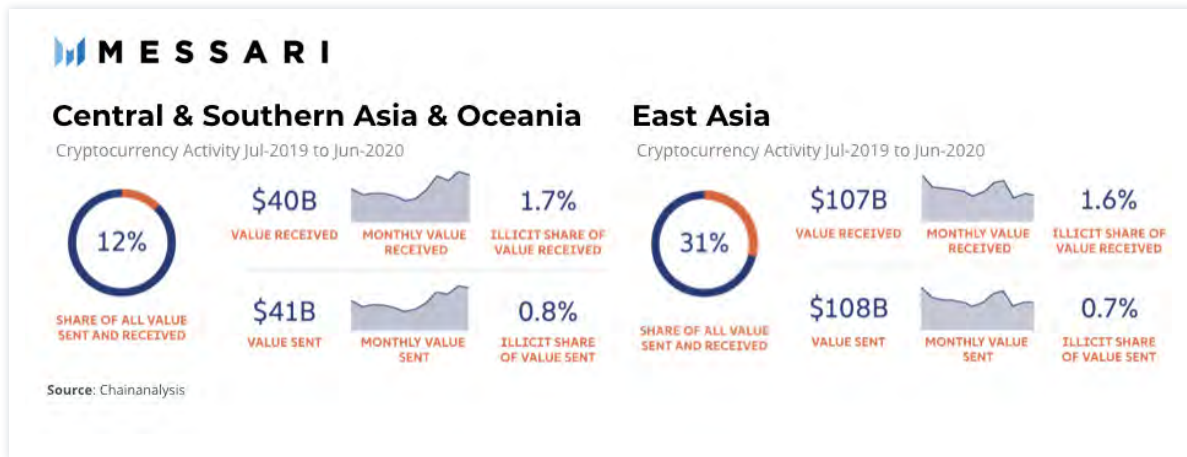 MESSARI
Central & Southern Asia & Oceania
Cryptocurrency Activity Jul-2019 to Jun-2020
12%
SHARE OF ALL VALUE
SENT AND RECEIVED
$40B
VALUE RECEIVED
MONTHLY VALUE
RECEIVED
1.7%
ILLICIT SHARE OF
VALUE RECEIVED
$41B
VALUE SENT
MONTHLY VALUE
SENT
0.8%
ILLICIT SHARE
OF VALUE SENT
East Asia
Cryptocurrency Activity Jul-2019 to Jun-2020
31%
SHARE OF ALL VALUE
SENT AND RECEIVED
$107B
VALUE RECEIVED
MONTHLY VALUE
RECEIVED
1.6%
ILLICIT SHARE OF
VALUE RECEIVED
$108B
VALUE SENT
MONTHLY VALUE
SENT
0.7%
ILLICIT SHARE
OF VALUE SENT
Source: Chainanalysis